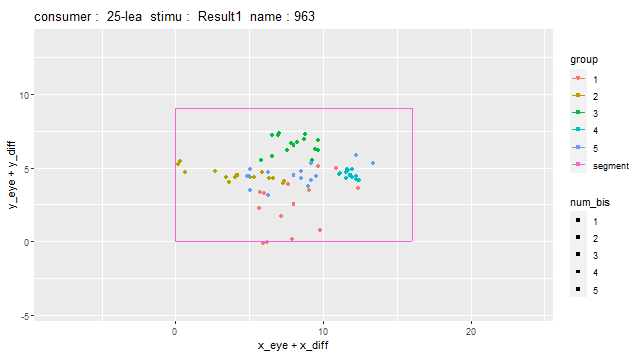 consumer : 25-lea stimu : Result1 name : 963
y_eye + y_diff
10
5
0
-5
0
10
20
x_eye + x_diff
group
1
2
3
4
5
segment
num_bis
1
2
3
4
5